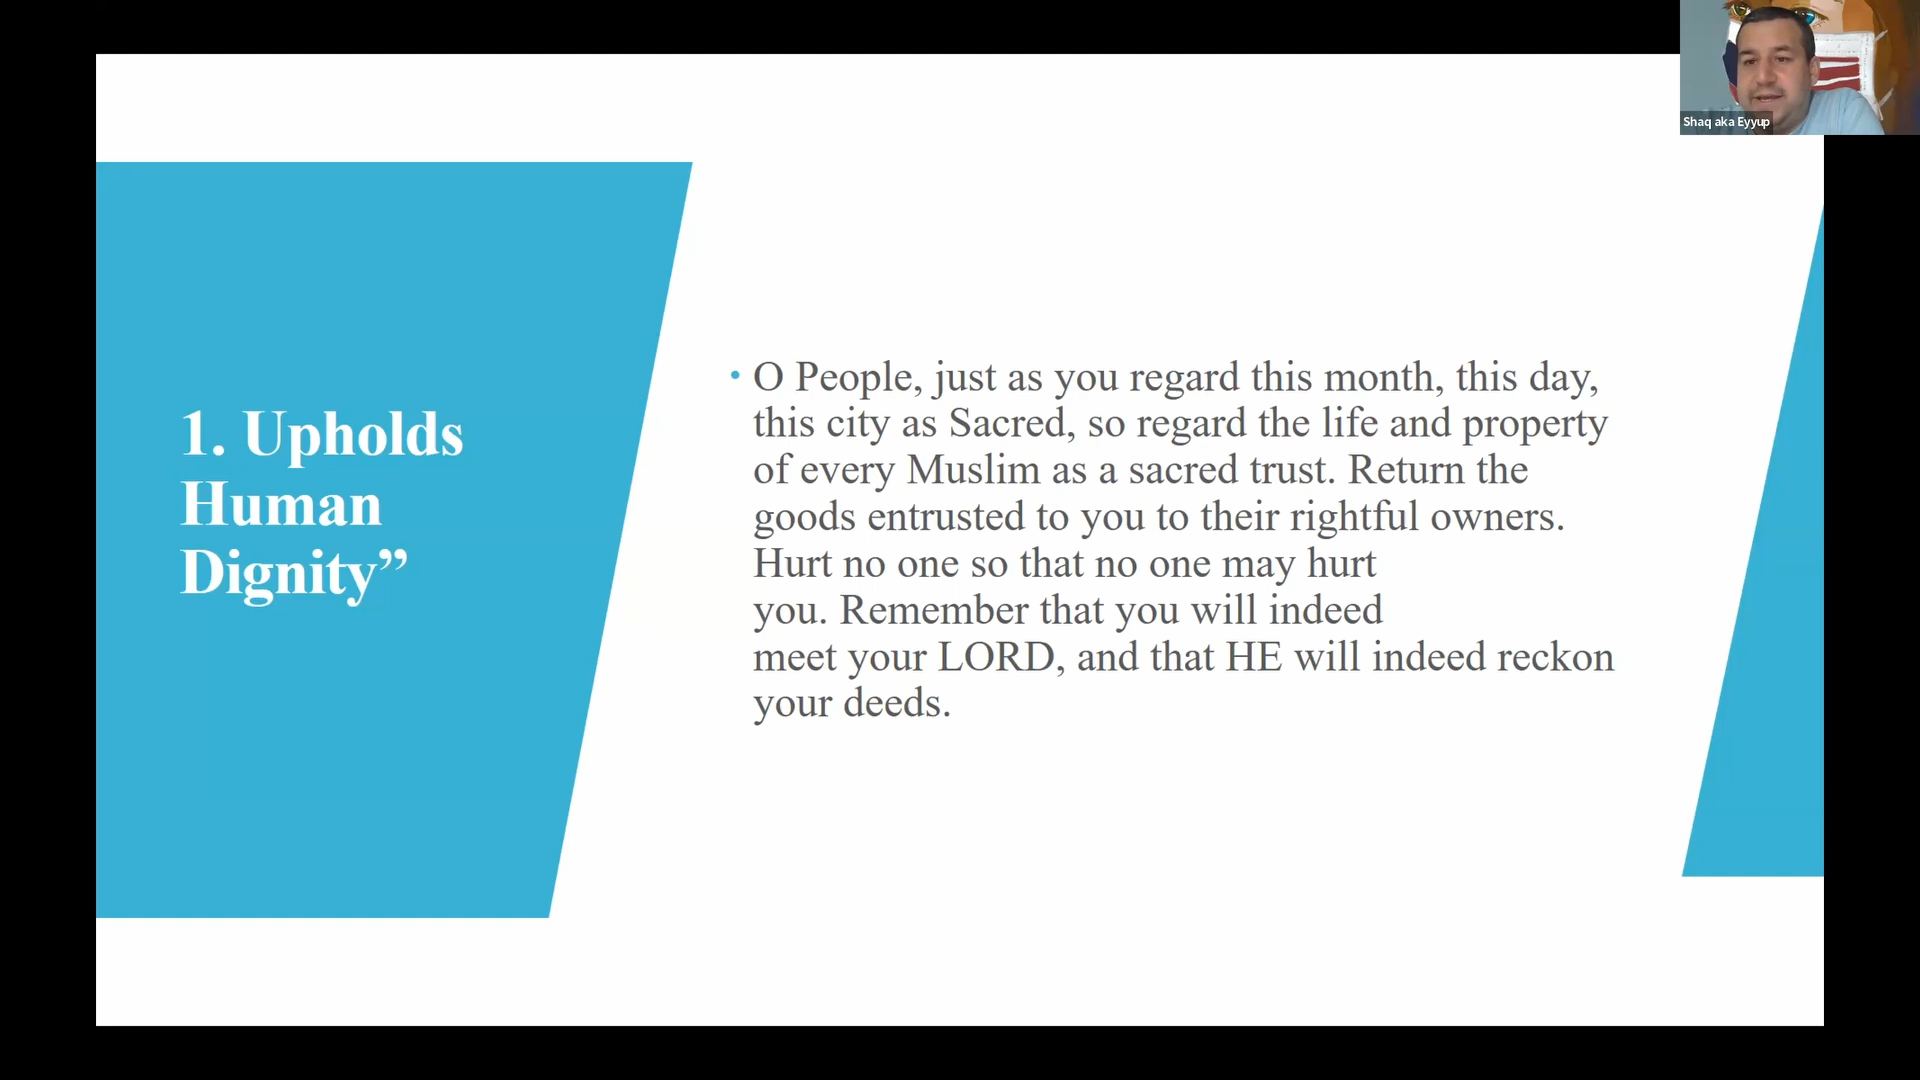 Shaq aka Eyyup
1. Upholds
Human
Dignity”
• O People, just as you regard this month, this day,
this city as Sacred, so regard the life and property
of every Muslim as a sacred trust. Return the
goods entrusted to you to their rightful owners.
Hurt no one so that no one may hurt
you. Remember that you will indeed
meet your LORD, and that HE will indeed reckon
your deeds.